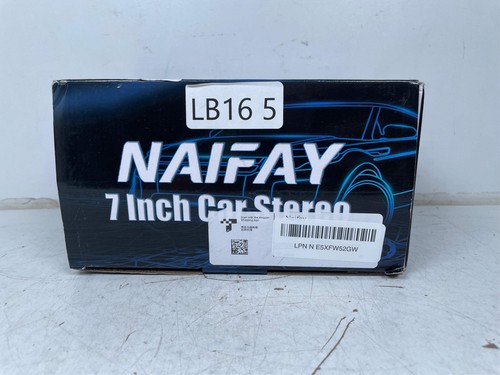 LB16 5
NAIFAY
7 Inch Car Stereo
LPN N E5XFW52GW